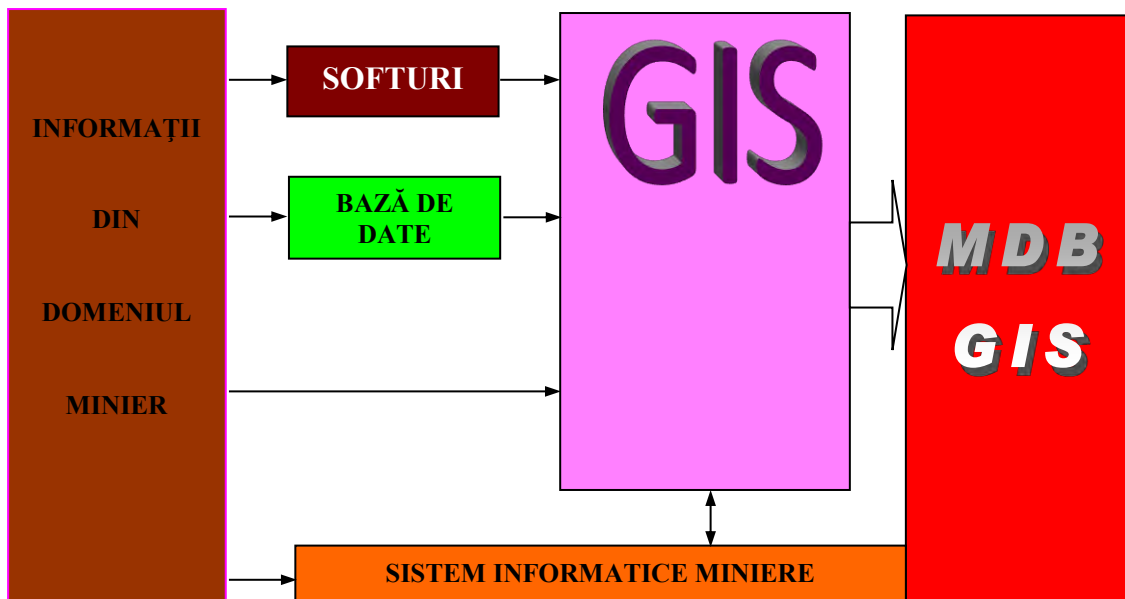 INFORMAŢII
DIN
DOMENIUL
MINIER
SOFTURI
BAZĂ DE
DATE
GIS
MDB
GIS
SISTEM INFORMATICE MINIERE